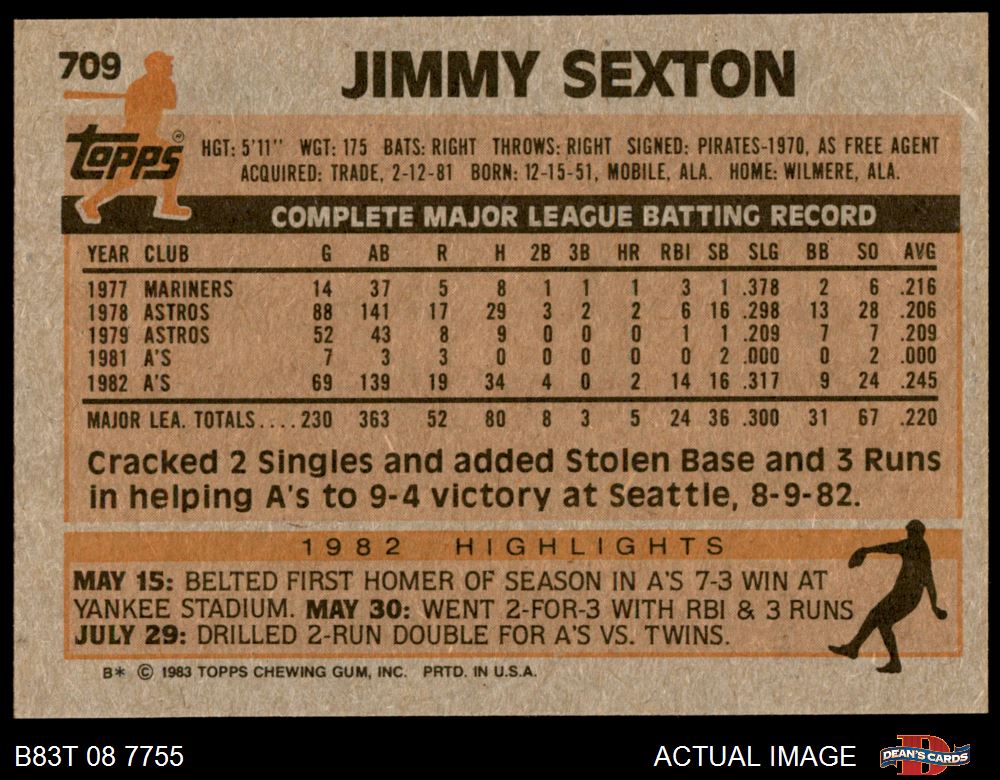 709
JIMMY SEXTON
Topps®
HGT: 5'11" WGT: 175 BATS: RIGHT THROWS: RIGHT SIGNED: PIRATES-1970, AS FREE AGENT
ACQUIRED: TRADE, 2-12-81 BORN: 12-15-51, MOBILE, ALA. HOME: WILMERE, ALA.
COMPLETE MAJOR LEAGUE BATTING RECORD
YEAR CLUB G AB R H 2B 3B HR RBI SB SLG BB SO AVG
1977 MARINERS 14 37 5 8 1 1 1 3 1 .378 2 6 .216
1978 ASTROS 88 141 17 29 3 2 2 6 16 .298 13 28 .206
1979 ASTROS 52 43 8 9 0 0 0 1 1 .209 7 7 .209
1981 A'S 7 3 3 0 0 0 0 0 2 .000 0 2 .000
1982 A'S 69 139 19 34 4 0 2 14 16 .317 9 24 .245
MAJOR LEA. TOTALS....230 363 52 80 8 3 5 24 36 .300 31 67 .220
Cracked 2 Singles and added Stolen Base and 3 Runs
in helping A's to 9-4 victory at Seattle, 8-9-82.
1982 HIGHLIGHTS
MAY 15: BELTED FIRST HOMER OF SEASON IN A'S 7-3 WIN AT
YANKEE STADIUM. MAY 30: WENT 2-FOR-3 WITH RBI & 3 RUNS
JULY 29: DRILLED 2-RUN DOUBLE FOR A'S VS. TWINS.
B* © 1983 TOPPS CHEWING GUM, INC. PRTD. IN U.S.A.
B83T 08 7755
ACTUAL IMAGE
DEAN'S CARDS